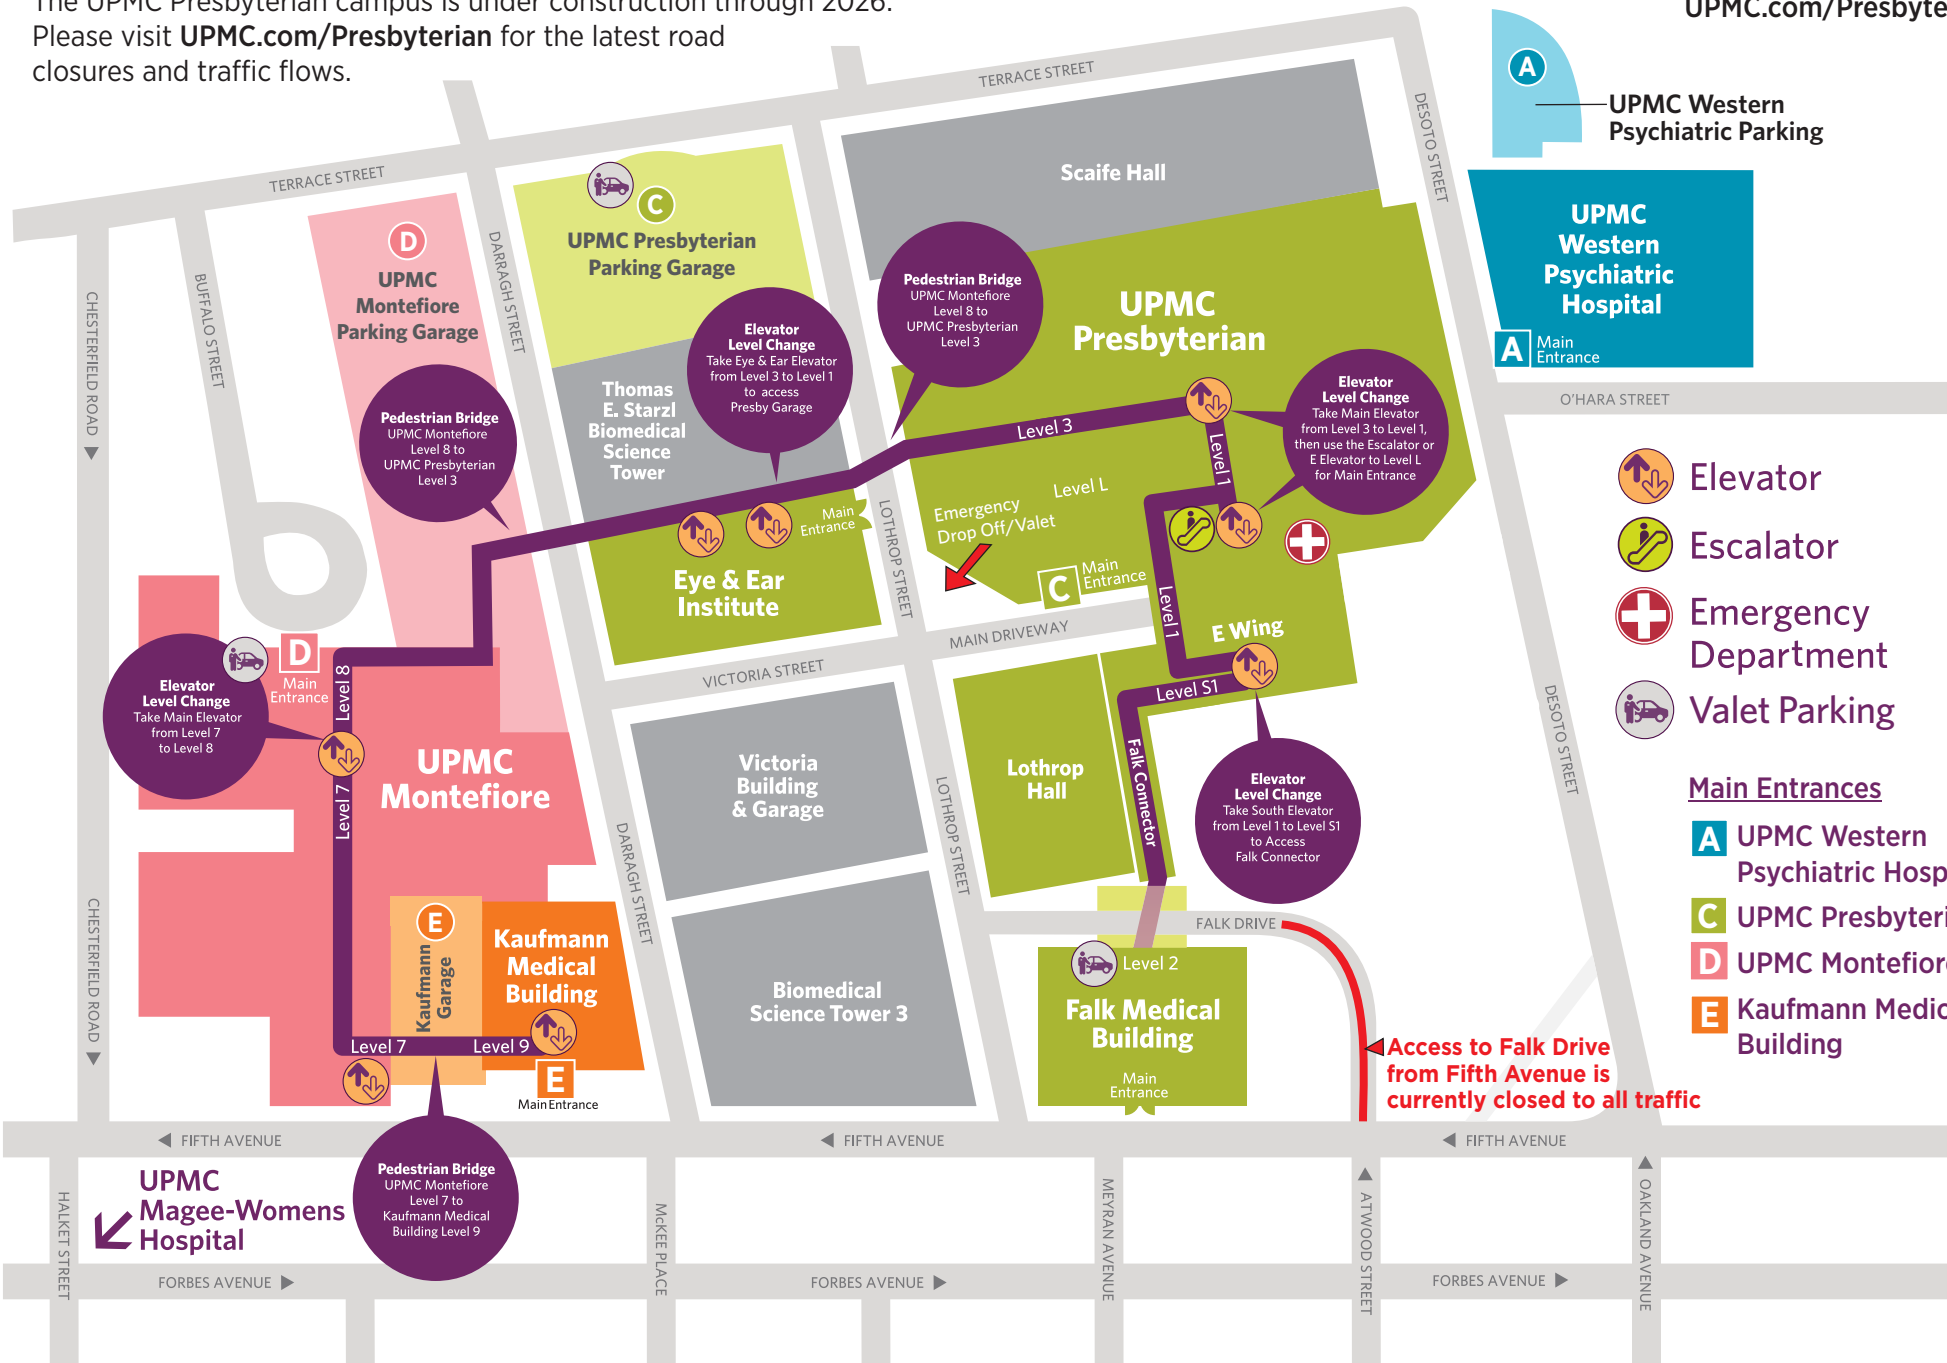 The UPMC Presbyterian campus is under construction through 2026.
Please visit UPMC.com/Presbyterian for the latest road
closures and traffic flows.
TERRACE STREET
DESOTO STREET
A
UPMC Western
Psychiatric Parking
Scaife Hall
TERRACE STREET
C
UPMC Presbyterian
Parking Garage
D
UPMC
Montefiore
Parking Garage
DARRAGH STREET
BUFFALO STREET
CHESTERFIELD ROAD
UPMC
Western
Psychiatric
Hospital
A
Main
Entrance
O'HARA STREET
Pedestrian Bridge
UPMC Montefiore
Level 8 to
UPMC Presbyterian
Level 3
UPMC
Presbyterian
Elevator
Level Change
Take Eye & Ear Elevator
from Level 3 to Level 1
to access
Presby Garage
Thomas
E. Starzl
Biomedical
Science
Tower
Pedestrian Bridge
UPMC Montefiore
Level 8 to
UPMC Presbyterian
Level 3
Elevator
Level Change
Take Main Elevator
from Level 3 to Level 1,
then use the Escalator or
E Elevator to Level L
for Main Entrance
Level 3
Level 1
Level L
Emergency
Drop Off/Valet
Main
Entrance
LOTHROP STREET
Eye & Ear
Institute
C
Main
Entrance
Level 1
E Wing
MAIN DRIVEWAY
VICTORIA STREET
Level S1
Falk Connector
Elevator
Escalator
Emergency
Department
Valet Parking
Main Entrances
A
UPMC Western
C
D
E
Building
D
Main
Entrance
Level 8
Elevator
Level Change
Take Main Elevator
from Level 7
to Level 8
Level 7
UPMC
Montefiore
Victoria
Building
& Garage
Lothrop
Hall
LOTHROP STREET
DARRAGH STREET
DESOTO STREET
Elevator
Level Change
Take South Elevator
from Level 1 to Level S1
to Access
Falk Connector
CHESTERFIELD ROAD
E
Kaufmann
Garage
Kaufmann
Medical
Building
Level 7
Level 9
E
Main Entrance
Biomedical
Science Tower 3
FALK DRIVE
Level 2
Falk Medical
Building
Main
Entrance
Access to Falk Drive
from Fifth Avenue is
currently closed to all traffic
FIFTH AVENUE
FIFTH AVENUE
FIFTH AVENUE
UPMC
Magee-Womens
Hospital
Pedestrian Bridge
UPMC Montefiore
Level 7 to
Kaufmann Medical
Building Level 9
HALKET STREET
McKEE PLACE
MEYRAN AVENUE
ATWOOD STREET
OAKLAND AVENUE
FORBES AVENUE
FORBES AVENUE
FORBES AVENUE